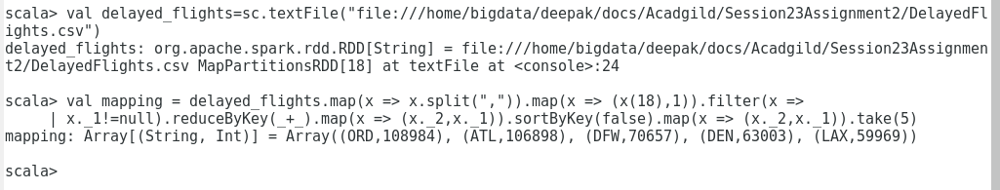 scala> val delayed_flights=sc.textFile("file:///home/bigdata/deepak/docs/Acadgild/Session23Assignment2/DelayedFl
ights.csv")
delayed_flights: org.apache.spark.rdd.RDD[String] = file:///home/bigdata/deepak/docs/Acadgild/Session23Assignmen
t2/DelayedFlights.csv MapPartitionsRDD[18] at textFile at <console>:24
scala> val mapping = delayed_flights.map(x => x.split(",")).map(x => (x(18),1)).filter(x =>
| x._1!=null).reduceByKey(_+_).map(x => (x._2,x._1)).sortByKey(false).map(x => (x._2,x._1)).take(5)
mapping: Array[(String, Int)] = Array((ORD,108984), (ATL,106898), (DFW,70657), (DEN,63003), (LAX,59969))
scala>